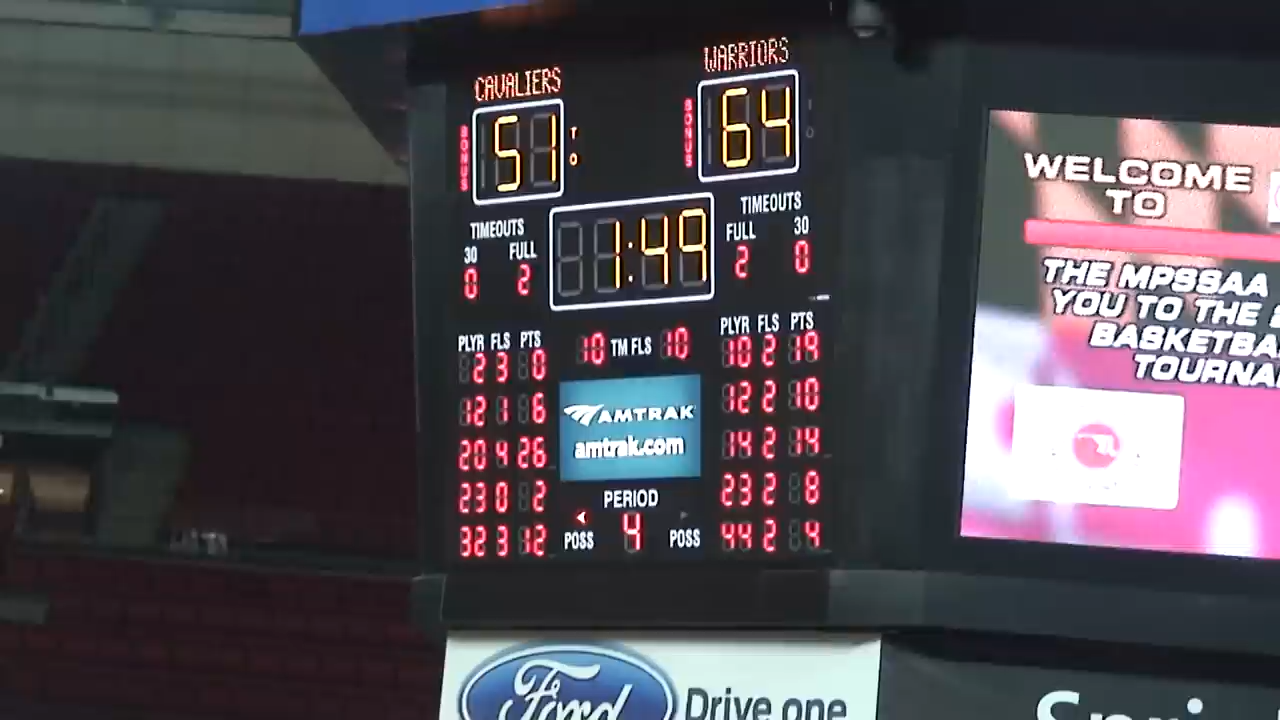 CAVALIERS
WARRIORS
BONUS
51
T
O
BONUS
64
TIMEOUTS
30 FULL
0 2
1:49
TIMEOUTS
FULL 30
2 0
PLYR FLS PTS
2 3 0
12 1 6
20 4 26
23 0 2
32 3 12
10 TM FLS 10
AMTRAK
amtrak.com
PERIOD
POSS 4 POSS
PLYR FLS PTS
10 2 19
12 2 10
14 2 14
23 2 8
44 2 4
WELCOME
TO
THE MPSSAA
YOU TO THE
BASKETBA
TOURNA
Ford
Drive one